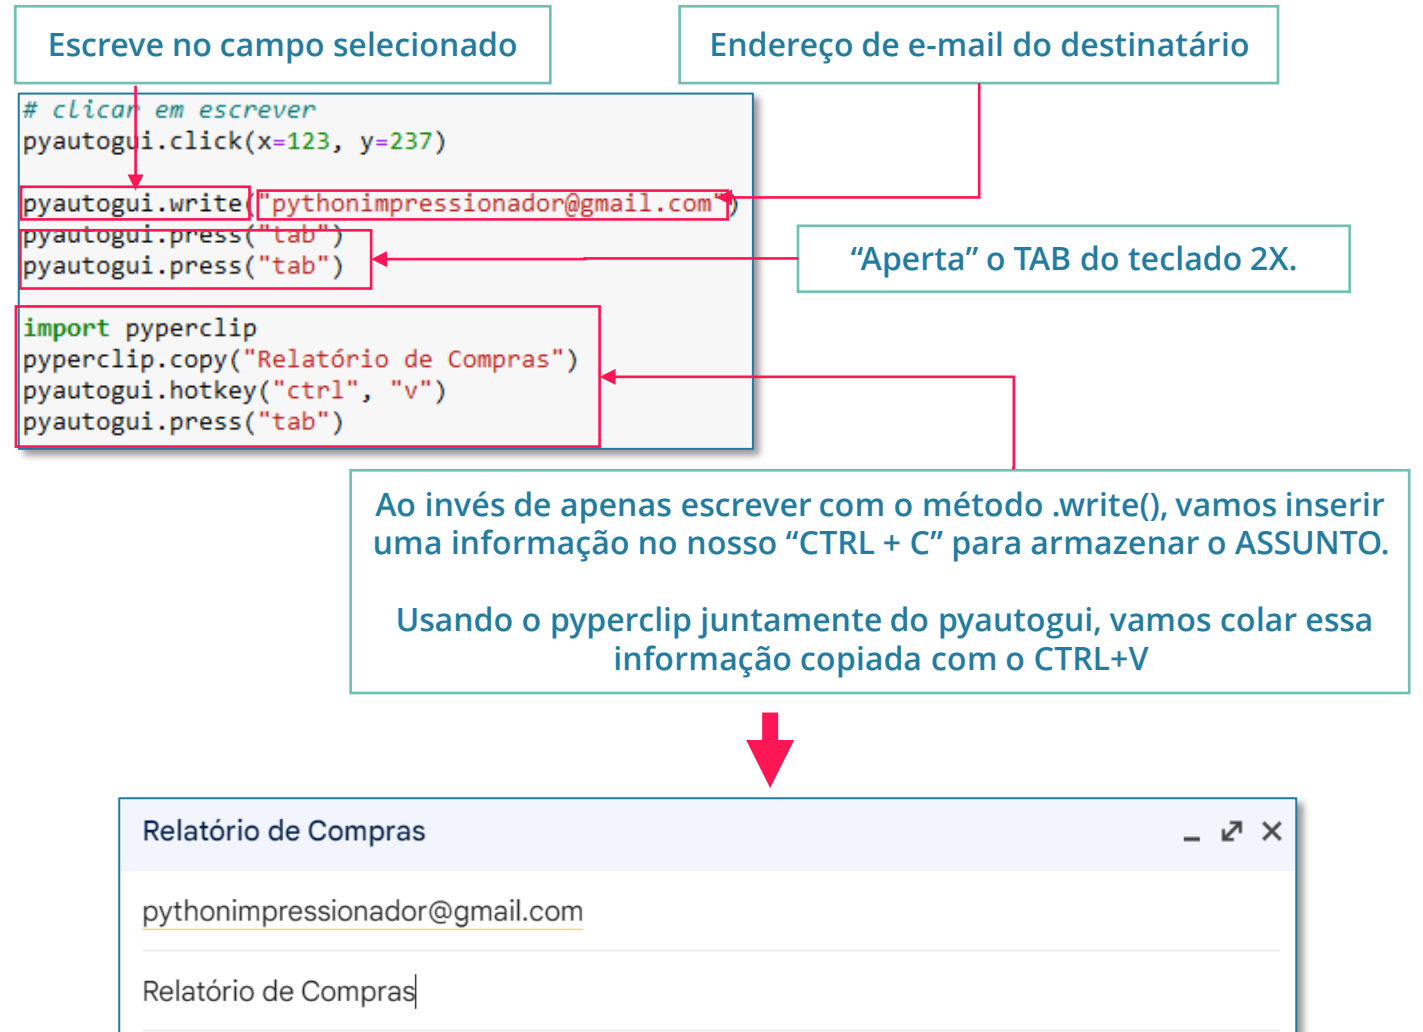 Escreve no campo selecionado
Endereço de e-mail do destinatário
# clicar em escrever
pyautogui.click(x=123, y=237)
pyautogui.write("pythonimpressionador@gmail.com")
pyautogui.press("tab")
pyautogui.press("tab")
“Aperta” o TAB do teclado 2X.
import pyperclip
pyperclip.copy("Relatório de Compras")
pyautogui.hotkey("ctrl", "v")
pyautogui.press("tab")
Ao invés de apenas escrever com o método .write(), vamos inserir
uma informação no nosso “CTRL + C” para armazenar o ASSUNTO.
Usando o pyperclip juntamente do pyautogui, vamos colar essa
informação copiada com o CTRL+V
Relatório de Compras
pythonimpressionador@gmail.com
Relatório de Compras